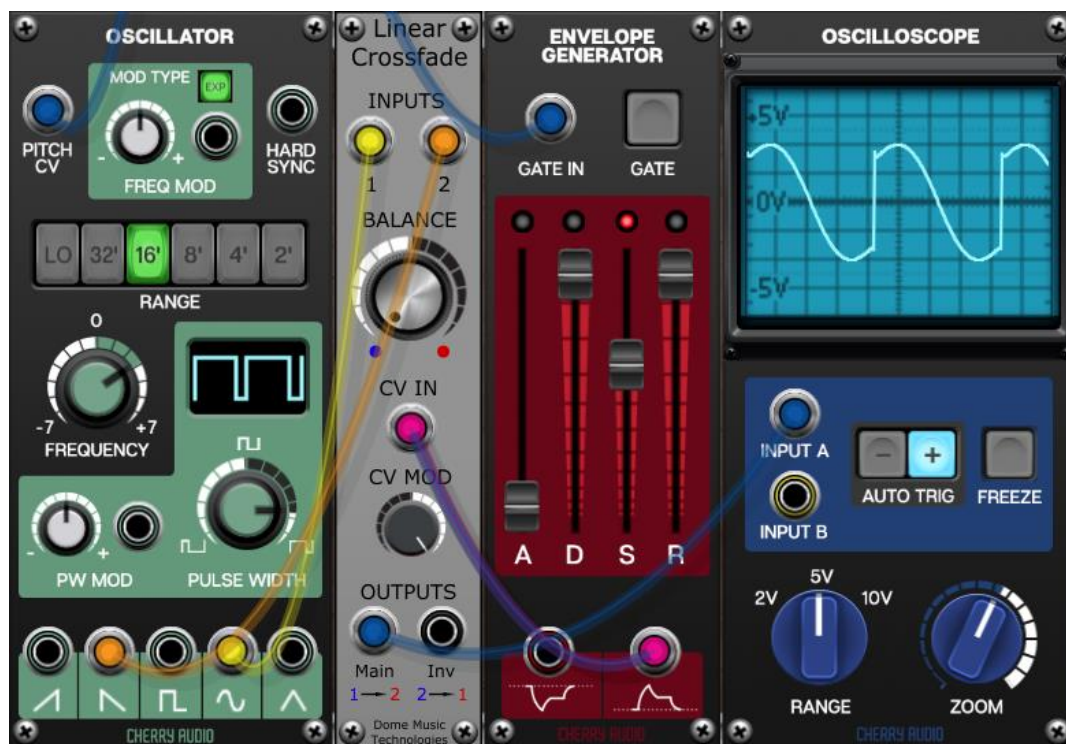 OSCILLATOR
MOD TYPE
EXP
PITCH
CV
- +
FREQ MOD
HARD
SYNC
LO 32' 16' 8' 4' 2'
RANGE
0
-7 +7
FREQUENCY
- +
PW MOD
PULSE WIDTH
CHERRY AUDIO
Linear
Crossfade
INPUTS
1 2
BALANCE
CV IN
CV MOD
OUTPUTS
Main Inv
1→2 2→1
Dome Music
Technologies
ENVELOPE
GENERATOR
GATE IN
GATE
A D S R
CHERRY AUDIO
OSCILLOSCOPE
+5V
0V
-5V
INPUT A
INPUT B
- +
AUTO TRIG
FREEZE
2V 5V 10V
RANGE
ZOOM
CHERRY AUDIO